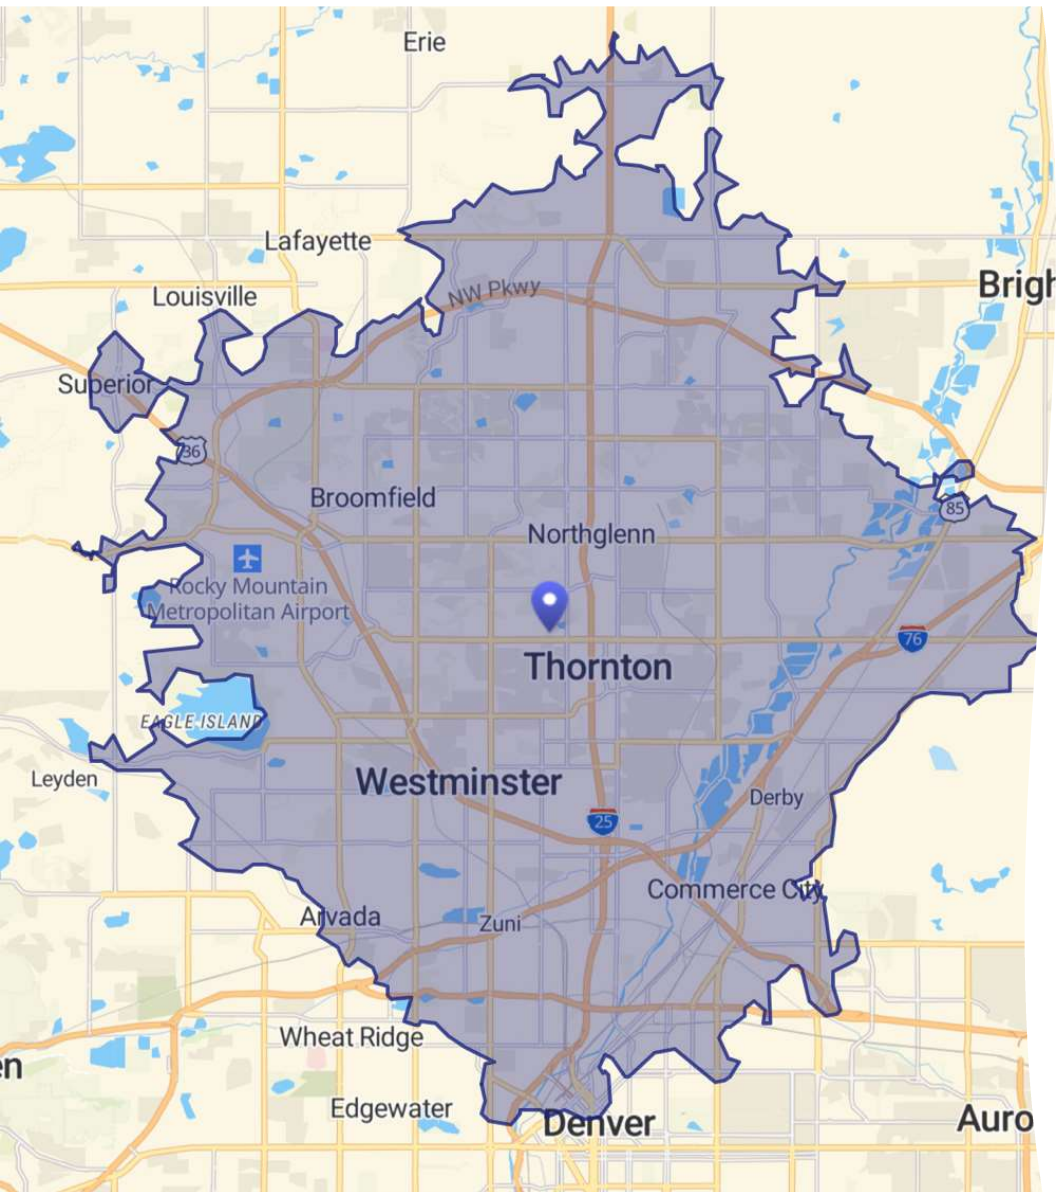 Erie
Lafayette
Brigh
Louisville
NW Pkwy
Superior
36
Broomfield
85
Northglenn
Rocky Mountain
Metropolitan Airport
76
Thornton
EAGLE ISLAND
Leyden
Westminster
Derby
25
Commerce City
Arvada
Zuni
Wheat Ridge
en
Edgewater
Denver
Auro